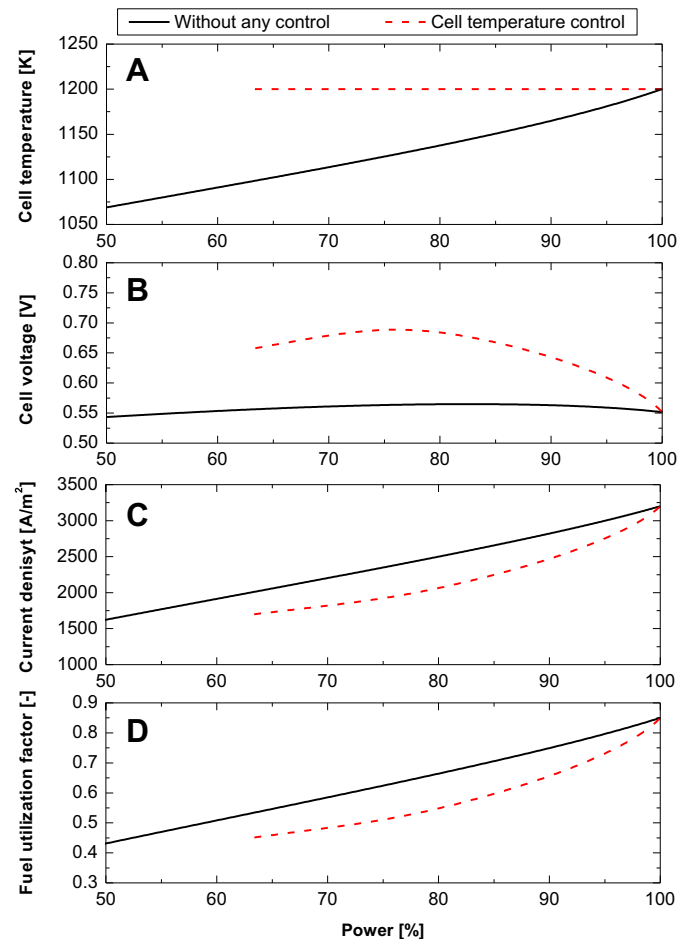 Without any control Cell temperature control
A
Cell temperature [K]
1250
1200
1150
1100
1050
50 60 70 80 90 100
B
Cell voltage [V]
0.80
0.75
0.70
0.65
0.60
0.55
0.50
50 60 70 80 90 100
C
Current denisyt [A/m²]
3500
3000
2500
2000
1500
1000
50 60 70 80 90 100
D
Fuel utilization factor [-]
0.9
0.8
0.7
0.6
0.5
0.4
0.3
50 60 70 80 90 100
Power [%]